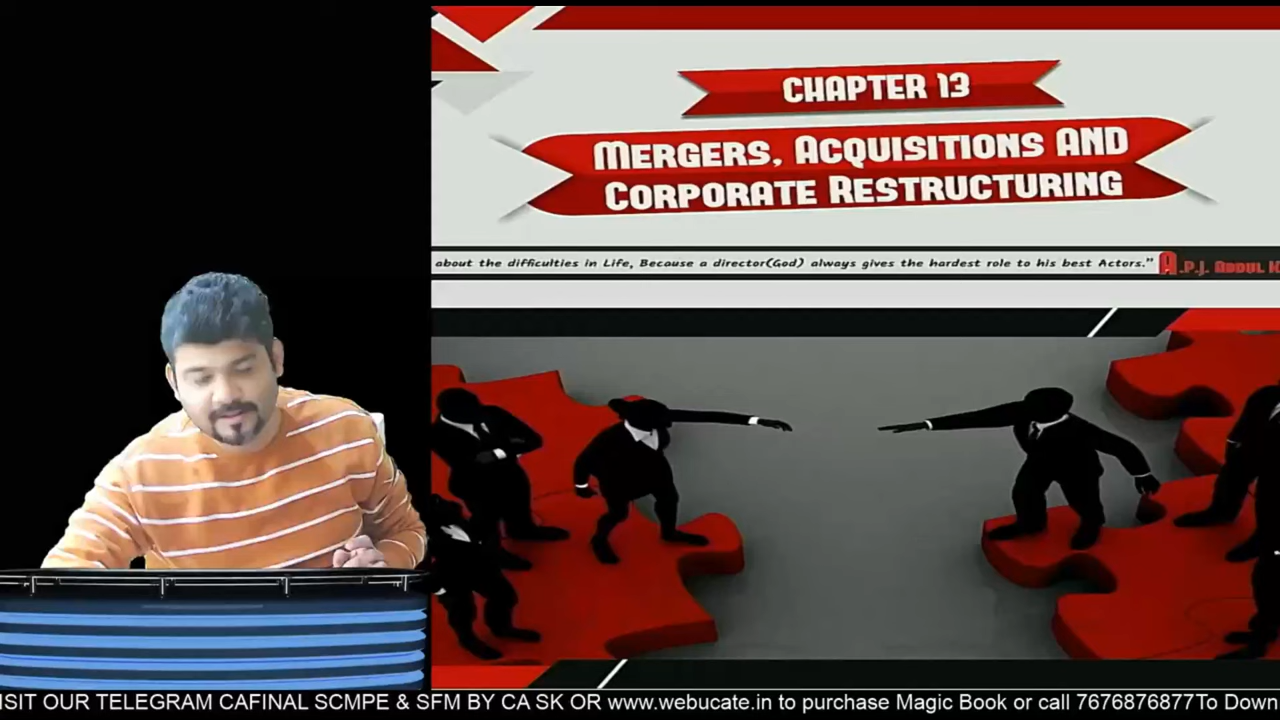 CHAPTER 13
MERGERS, ACQUISITIONS AND
CORPORATE RESTRUCTURING
about the difficulties in Life, Because a director(God) always gives the hardest role to his best Actors."
A.P.J. ABDUL K
ISIT OUR TELEGRAM CAFINAL SCMPE & SFM BY CA SK OR www.webucate.in to purchase Magic Book or call 7676876877To Down